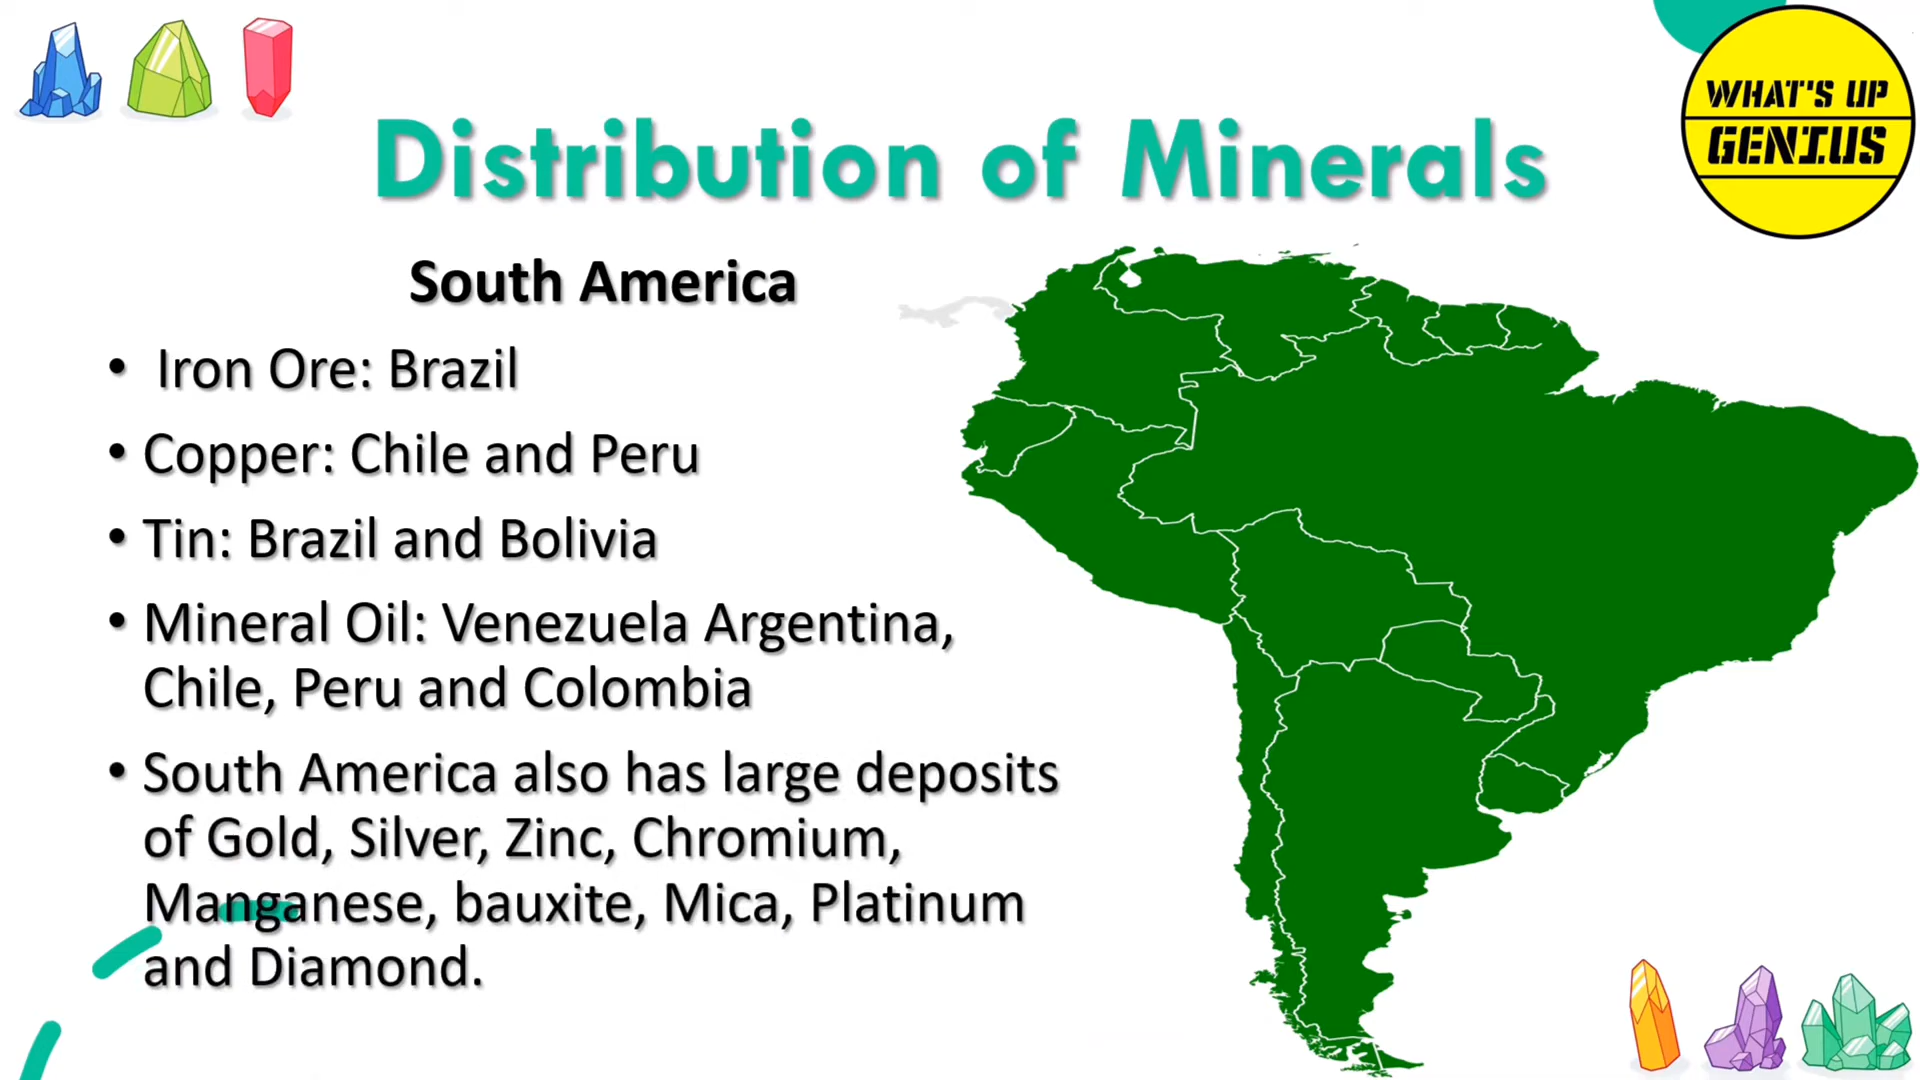 WHAT'S UP
GENIUS
Distribution of Minerals
South America
• Iron Ore: Brazil
• Copper: Chile and Peru
• Tin: Brazil and Bolivia
• Mineral Oil: Venezuela Argentina,
Chile, Peru and Colombia
• South America also has large deposits
of Gold, Silver, Zinc, Chromium,
Manganese, bauxite, Mica, Platinum
and Diamond.